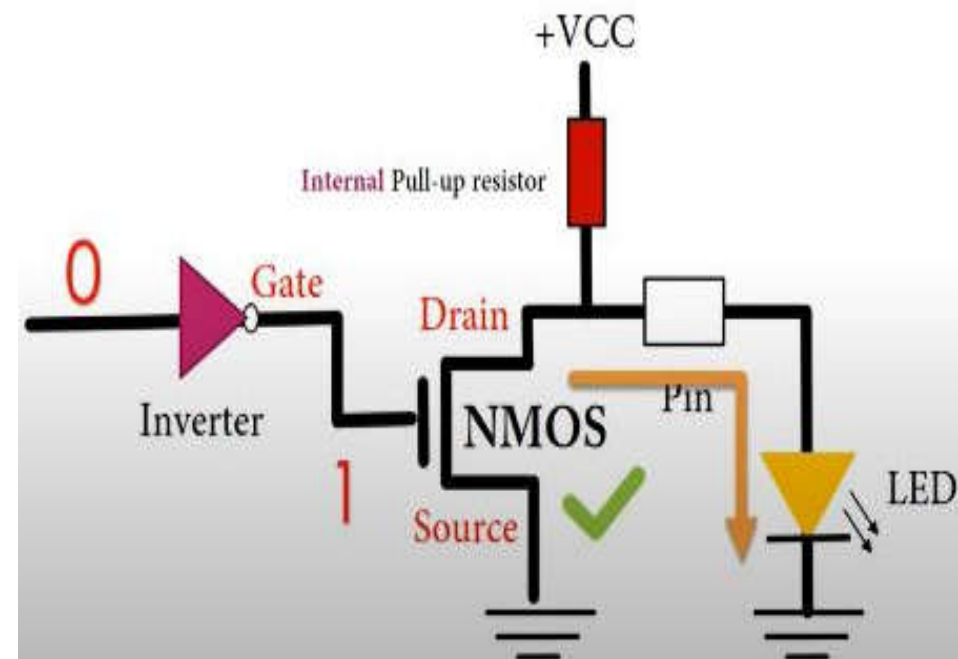 +VCC
Internal Pull-up resistor
0
Gate
Drain
Inverter
Pin
NMOS
1
LED
Source